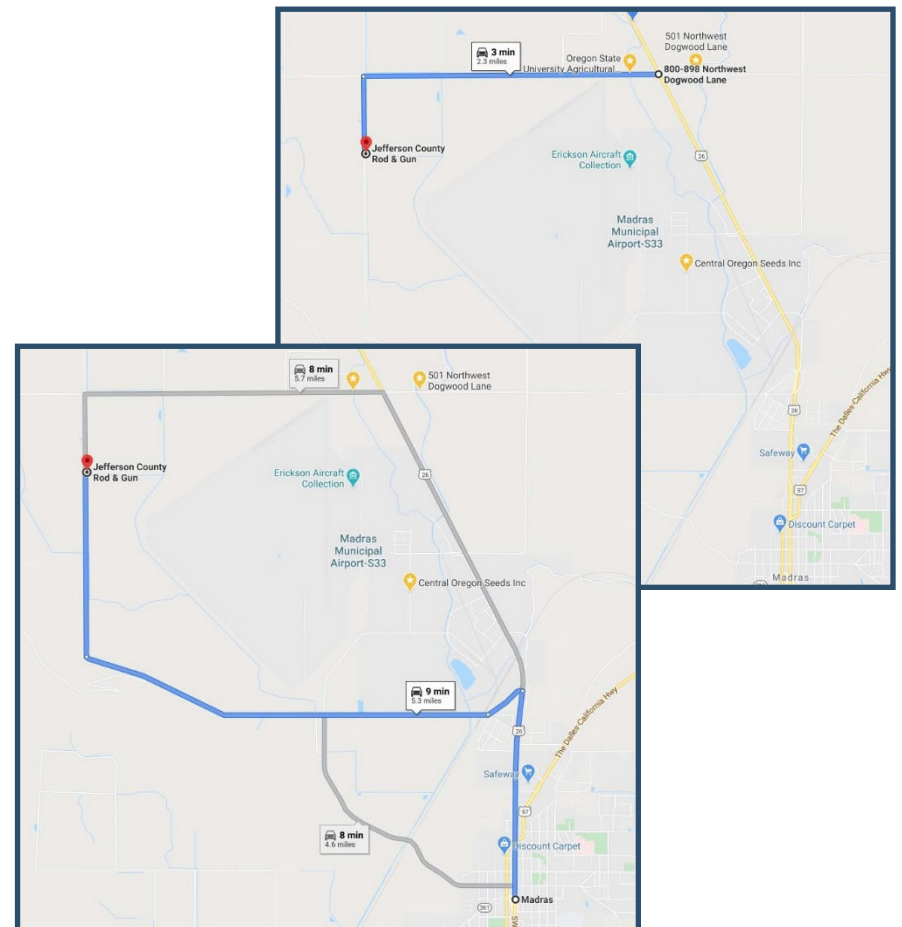 3 min
2.3 miles
Oregon State
University Agricultural
501 Northwest
Dogwood Lane
800-898 Northwest
Dogwood Lane
Jefferson County
Rod & Gun
Erickson Aircraft
Collection
26
Madras
Municipal
Airport-S33
Central Oregon Seeds Inc
26
The Dalles-California Hwy
Safeway
97
Discount Carpet
Madras
361
8 min
5.7 miles
501 Northwest
Dogwood Lane
Jefferson County
Rod & Gun
Erickson Aircraft
Collection
26
Madras
Municipal
Airport-S33
Central Oregon Seeds Inc
9 min
5.3 miles
26
The Dalles-California Hwy
Safeway
97
8 min
4.6 miles
Discount Carpet
Madras
361
SW